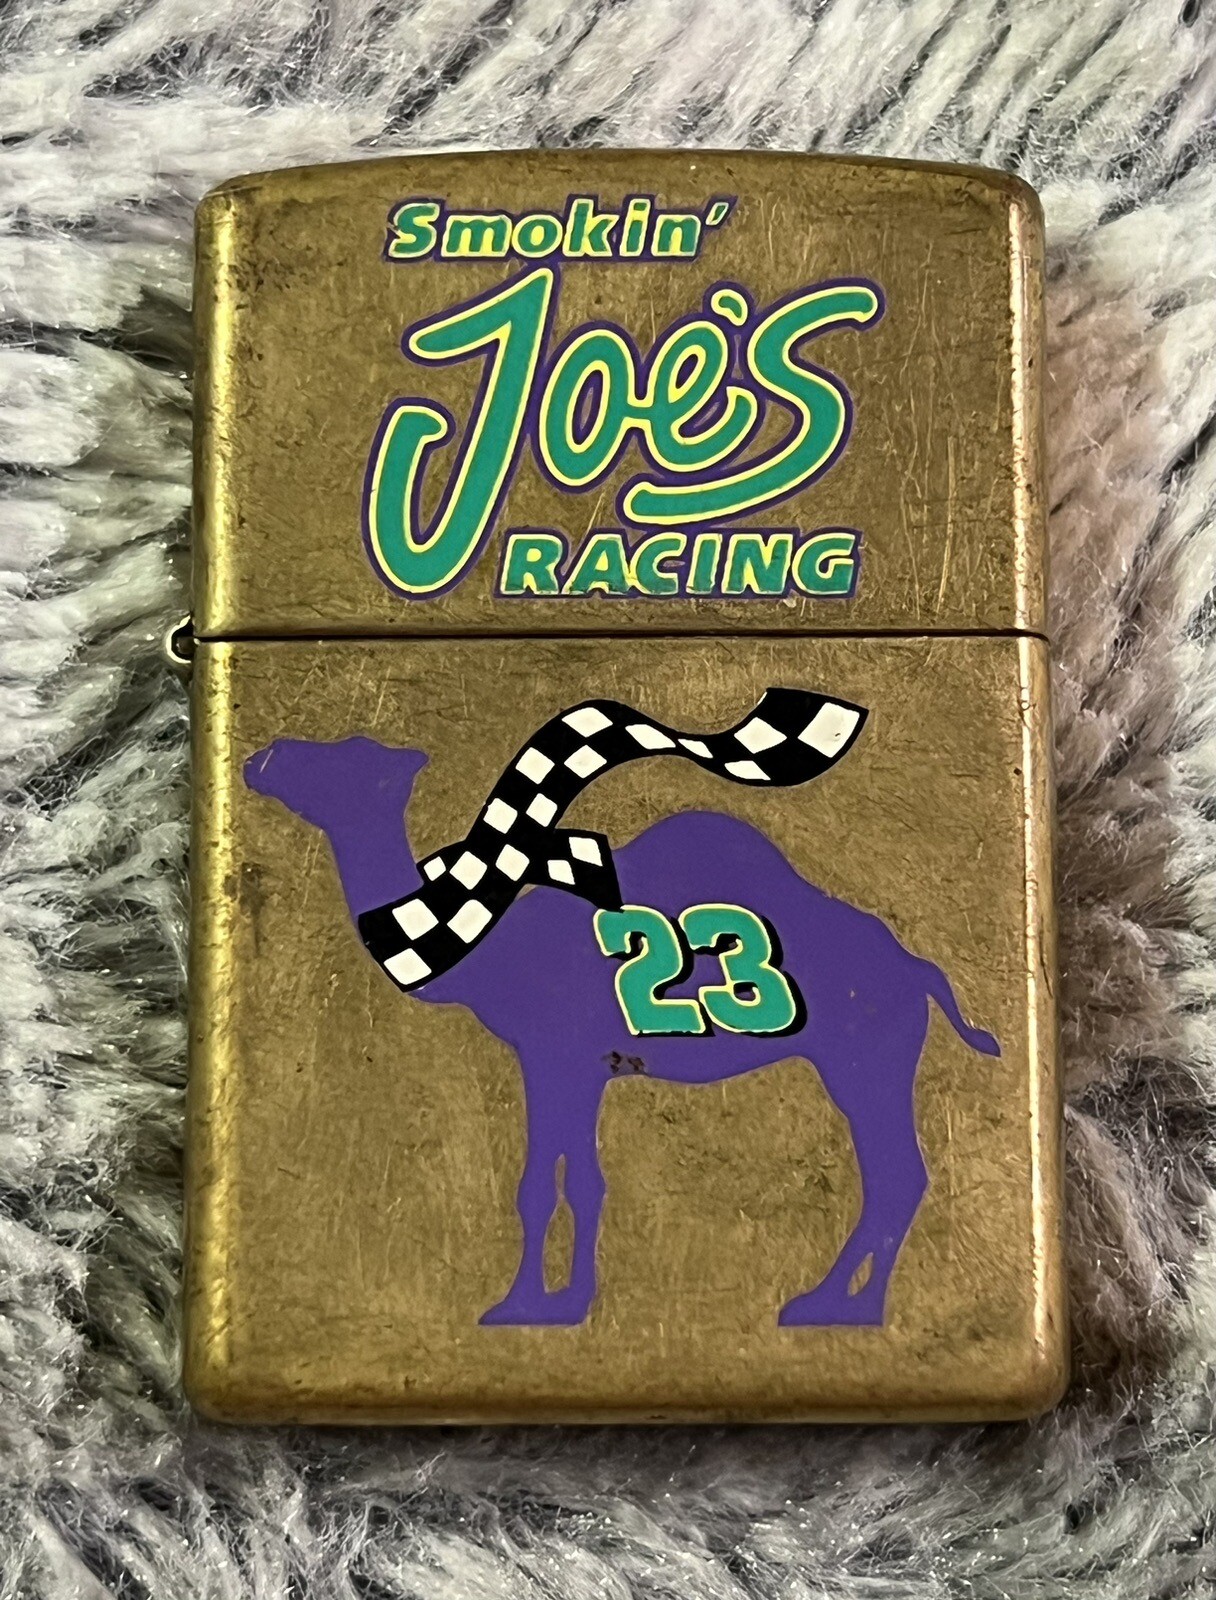 Smokin'
Joe's
RACING
23